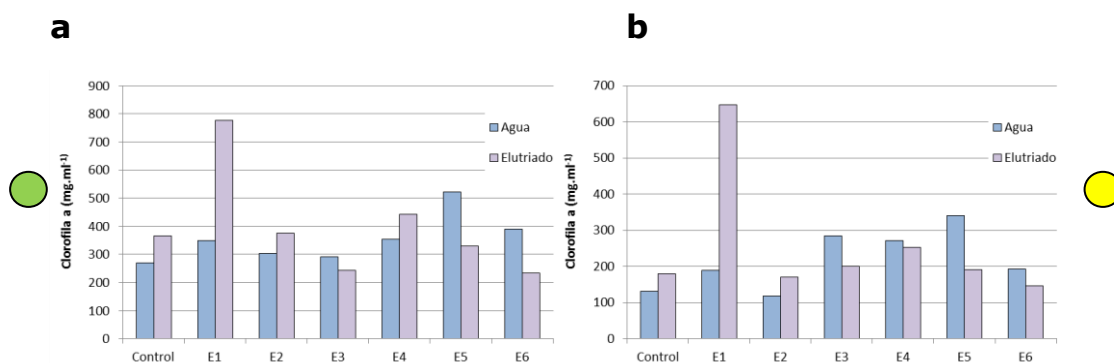 a
b
Clorofila a (mg.ml⁻¹)
900
800
700
600
500
400
300
200
100
0
Agua
Elutriado
Control E1 E2 E3 E4 E5 E6
Clorofila a (mg.ml⁻¹)
700
600
500
400
300
200
100
0
Agua
Elutriado
Control E1 E2 E3 E4 E5 E6